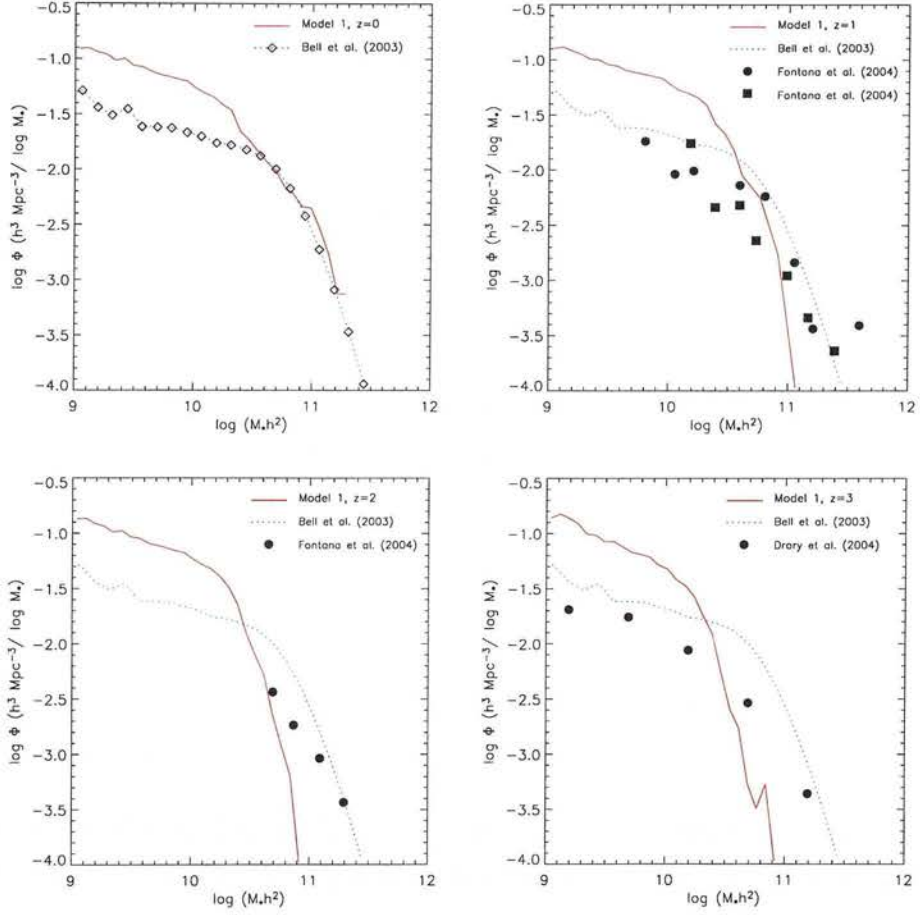 Model 1, z=0
Bell et al. (2003)
log Φ (h³ Mpc⁻³/ log M⋆)
-0.5
-1.0
-1.5
-2.0
-2.5
-3.0
-3.5
-4.0
9
10
11
12
log (M⋆h²)
Model 1, z=1
Bell et al. (2003)
Fontana et al. (2004)
Fontana et al. (2004)
log Φ (h³ Mpc⁻³/ log M⋆)
-0.5
-1.0
-1.5
-2.0
-2.5
-3.0
-3.5
-4.0
9
10
11
12
log (M⋆h²)
Model 1, z=2
Bell et al. (2003)
Fontana et al. (2004)
log Φ (h³ Mpc⁻³/ log M⋆)
-0.5
-1.0
-1.5
-2.0
-2.5
-3.0
-3.5
-4.0
9
10
11
12
log (M⋆h²)
Model 1, z=3
Bell et al. (2003)
Drory et al. (2004)
log Φ (h³ Mpc⁻³/ log M⋆)
-0.5
-1.0
-1.5
-2.0
-2.5
-3.0
-3.5
-4.0
9
10
11
12
log (M⋆h²)